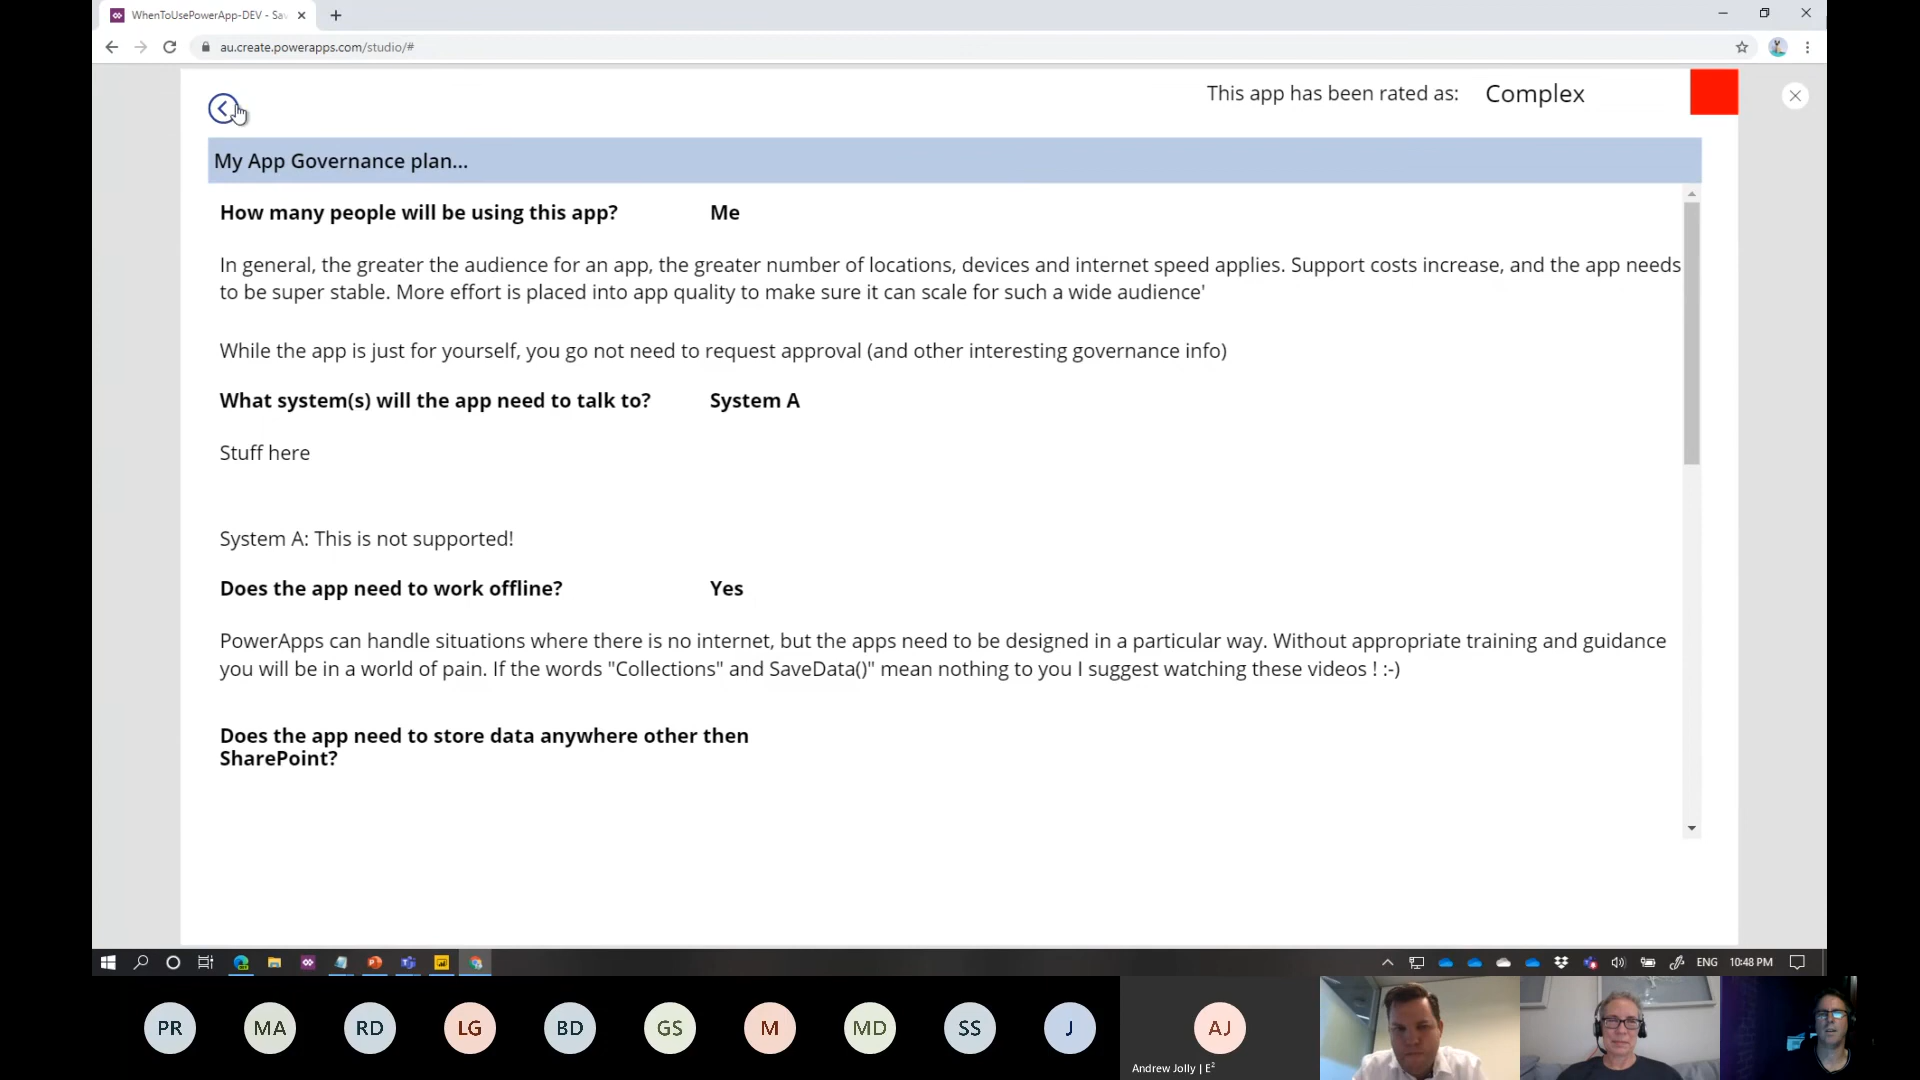 WhenToUsePowerApp-DEV - Sav
au.create.powerapps.com/studio/#
This app has been rated as: Complex
My App Governance plan...
How many people will be using this app? Me
In general, the greater the audience for an app, the greater number of locations, devices and internet speed applies. Support costs increase, and the app needs
to be super stable. More effort is placed into app quality to make sure it can scale for such a wide audience'
While the app is just for yourself, you go not need to request approval (and other interesting governance info)
What system(s) will the app need to talk to? System A
Stuff here
System A: This is not supported!
Does the app need to work offline? Yes
PowerApps can handle situations where there is no internet, but the apps need to be designed in a particular way. Without appropriate training and guidance
you will be in a world of pain. If the words "Collections" and SaveData()" mean nothing to you I suggest watching these videos ! :-)
Does the app need to store data anywhere other then
SharePoint?
ENG 10:48 PM
PR MA RD LG BD GS M MD SS J AJ
Andrew Jolly | E²